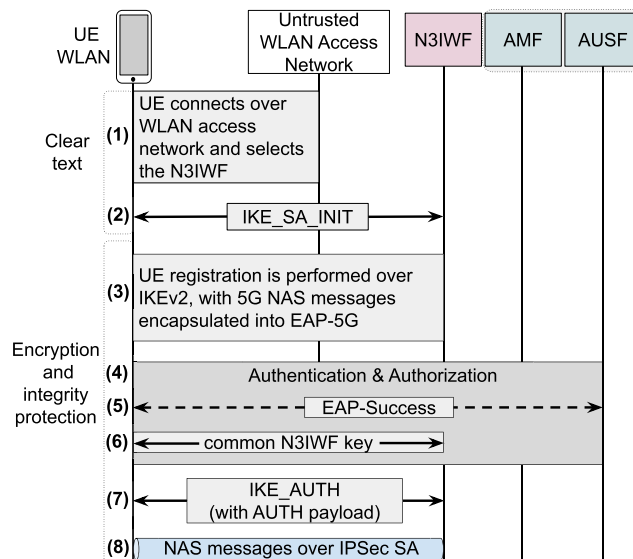 UE
WLAN
Untrusted
WLAN Access
Network
N3IWF
AMF
AUSF
Clear
text
(1)
UE connects over
WLAN access
network and selects
the N3IWF
(2)
IKE_SA_INIT
Encryption
and
integrity
protection
(3)
UE registration is performed over
IKEv2, with 5G NAS messages
encapsulated into EAP-5G
(4)
Authentication & Authorization
(5)
EAP-Success
(6)
common N3IWF key
(7)
IKE_AUTH
(with AUTH payload)
(8)
NAS messages over IPSec SA